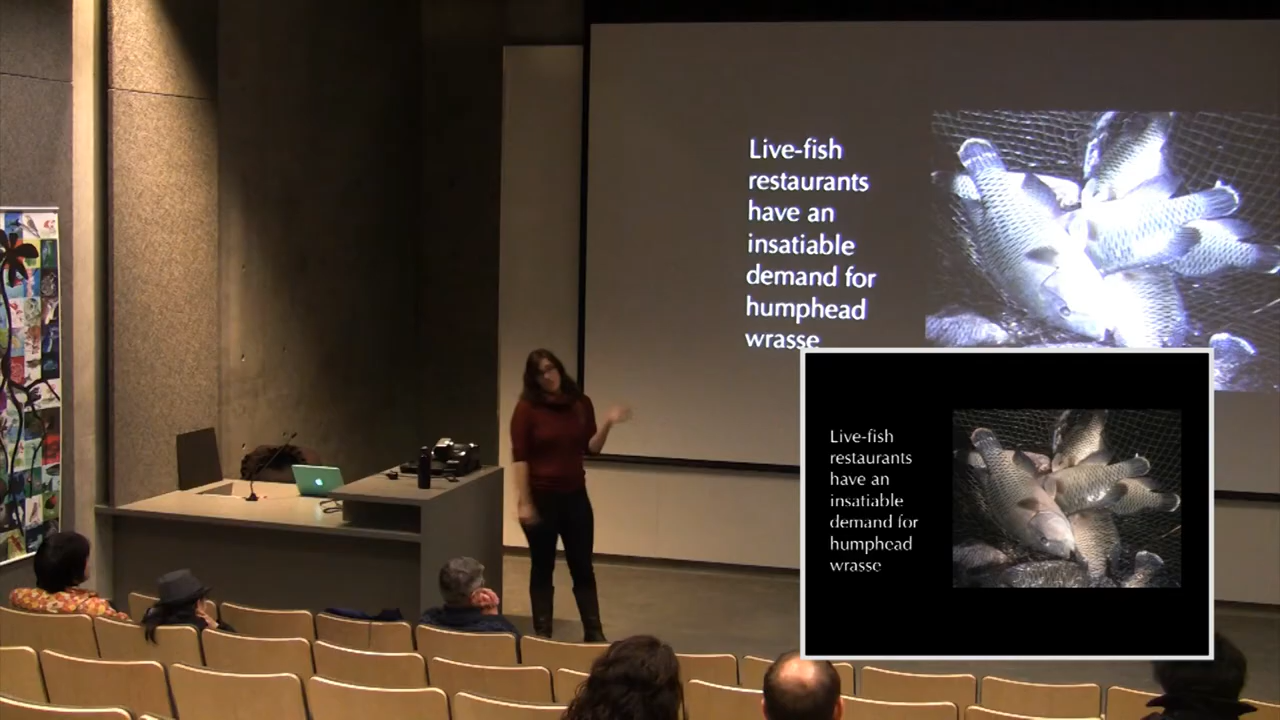 Live-fish
restaurants
have an
insatiable
demand for
humphead
wrasse
Live-fish
restaurants
have an
insatiable
demand for
humphead
wrasse